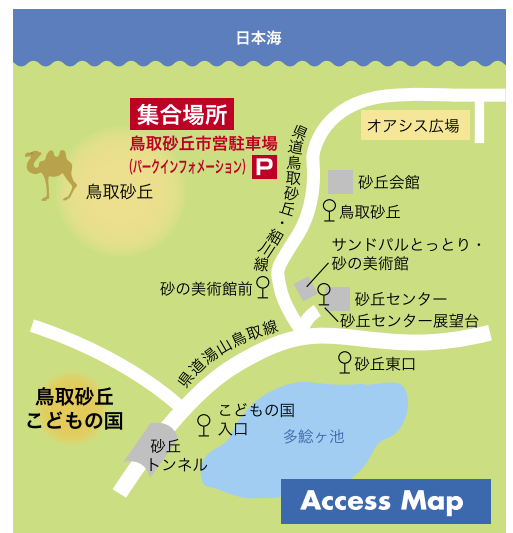 日本海
集合場所
鳥取砂丘市営駐車場
(パークインフォメーション) P
オアシス広場
県道鳥取砂丘・細川線
砂丘会館
鳥取砂丘
鳥取砂丘
サンドパルとっとり・
砂の美術館
砂の美術館前
砂丘センター
砂丘センター展望台
県道湯山鳥取線
砂丘東口
鳥取砂丘
こどもの国
こどもの国
入口
砂丘
トンネル
多鯰ヶ池
Access Map